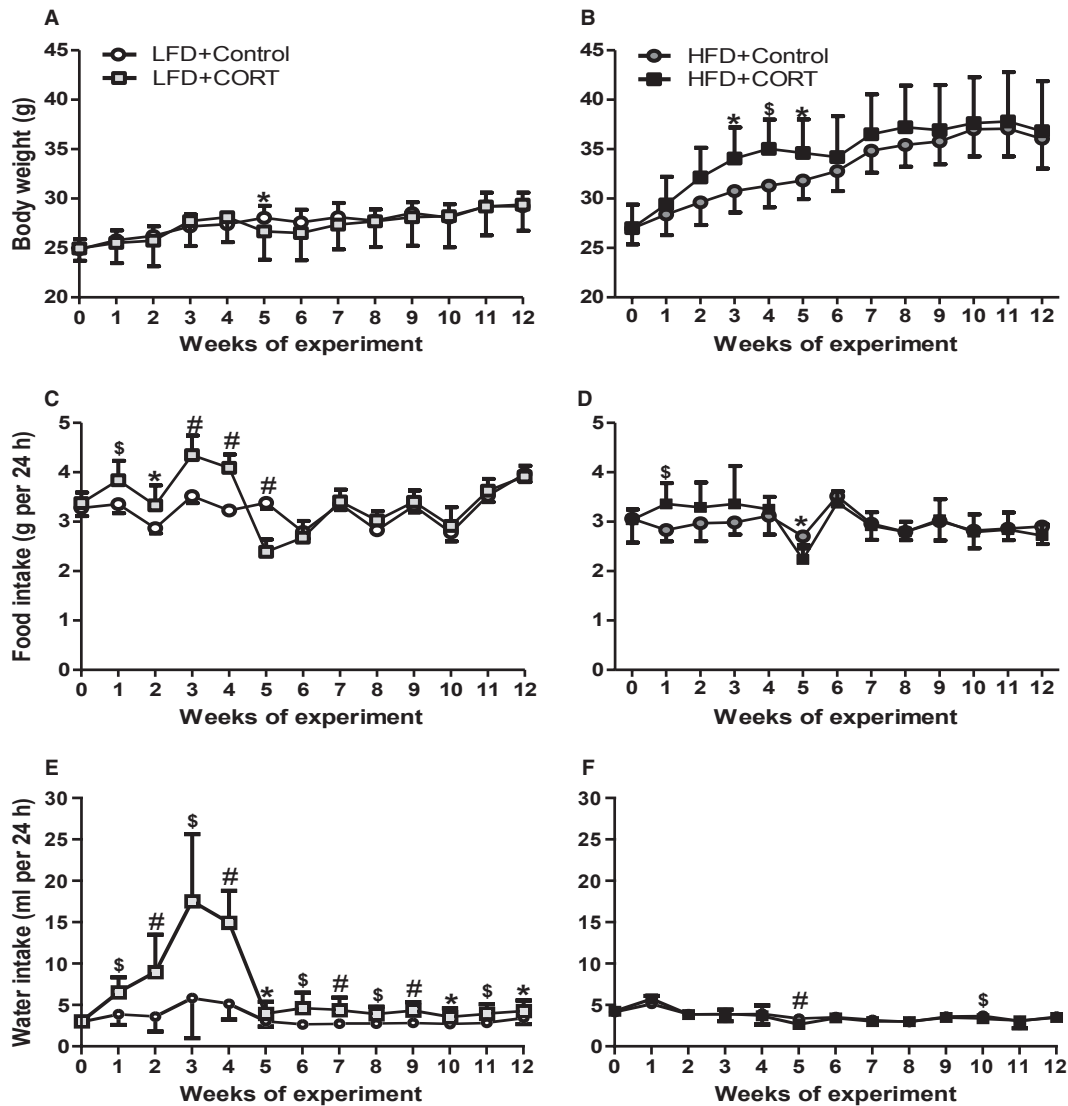 A
45
40
35
30
25
20
Body weight (g)
LFD+Control
LFD+CORT
*
0 1 2 3 4 5 6 7 8 9 10 11 12
Weeks of experiment
B
45
40
35
30
25
20
HFD+Control
HFD+CORT
* $ *
0 1 2 3 4 5 6 7 8 9 10 11 12
Weeks of experiment
C
5
4
3
2
1
0
Food intake (g per 24 h)
$ * # # #
0 1 2 3 4 5 6 7 8 9 10 11 12
Weeks of experiment
D
5
4
3
2
1
0
$ *
0 1 2 3 4 5 6 7 8 9 10 11 12
Weeks of experiment
E
30
25
20
15
10
5
0
Water intake (ml per 24 h)
$ # $ # * $ # $ # * $ *
0 1 2 3 4 5 6 7 8 9 10 11 12
Weeks of experiment
F
30
25
20
15
10
5
0
# $
0 1 2 3 4 5 6 7 8 9 10 11 12
Weeks of experiment